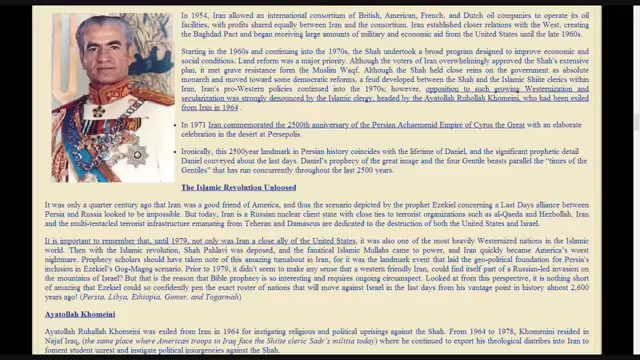 In 1954, Iran allowed an international consortium of British, American, French, and Dutch oil companies to operate its oil
facilities, with profits shared equally between Iran and the consortium. Iran established closer relations with the West, creating
the Baghdad Pact and began receiving large amounts of military and economic aid from the United States until the late 1960s.
Starting in the 1960s and continuing into the 1970s, the Shah undertook a broad program designed to improve economic and
social conditions. Land reform was a major priority. Although the voters of Iran overwhelmingly approved the Shah's extensive
plan, it met grave resistance form the Muslim Waqf. Although the Shah held close reins on the government as absolute
monarch and moved toward some democratic reforms, a feud developed between the Shah and the Islamic Shiite clerics within
Iran. Iran's pro-Western policies continued into the 1970s; however, opposition to such growing Westernization and
secularization was strongly denounced by the Islamic clergy, headed by the Ayatollah Ruhollah Khomeini, who had been exiled
from Iran in 1964.
• In 1971 Iran commemorated the 2500th anniversary of the Persian Achaemenid Empire of Cyrus the Great with an elaborate
celebration in the desert at Persepolis.
• Ironically, this 2500year landmark in Persian history coincides with the lifetime of Daniel, and the significant prophetic detail
Daniel conveyed about the last days. Daniel's prophecy of the great image and the four Gentile beasts parallel the "times of the
Gentiles" that has run concurrently throughout the last 2500 years.
The Islamic Revolution Unloosed
It was only a quarter century ago that Iran was a good friend of America, and thus the scenario depicted by the prophet Ezekiel concerning a Last Days alliance between
Persia and Russia looked to be impossible. But today, Iran is a Russian nuclear client state with close ties to terrorist organizations such as al-Qaeda and Hezbollah. Iran
and the multi-tentacled terrorist infrastructure emanating from Teheran and Damascus are dedicated to the destruction of both the United States and Israel.
It is important to remember that, until 1979, not only was Iran a close ally of the United States, it was also one of the most heavily Westernized nations in the Islamic
world. Then with the Islamic revolution, Shah Pahlavi was deposed, and the fanatical Islamic Mullahs came to power, and Iran quickly became America's worst
nightmare. Prophecy scholars should have taken note of this amazing turnabout in Iran, for it was the landmark event that laid the geo-political foundation for Persia's
inclusion in Ezekiel's Gog-Magog scenario. Prior to 1979, it didn't seem to make any sense that a western friendly Iran, could find itself part of a Russian-led invasion on
the mountains of Israel? But that is the reason that Bible prophecy is so interesting and requires ongoing circumspect. Looked at from this perspective, it is nothing short
of amazing that Ezekiel could so confidently pen the exact roster of nations that will move against Israel in the last days from his vantage point in history almost 2,600
years ago! (Persia, Libya, Ethiopia, Gomer, and Togarmah)
Ayatollah Khomeini
Ayatollah Ruhallah Khomeini was exiled from Iran in 1964 for instigating religious and political uprisings against the Shah. From 1964 to 1978, Khomeini resided in
Najaf Iraq, (the same place where American troops in Iraq face the Shiite cleric Sadr's militia today) where he continued to export his theological diatribes into Iran to
foment student unrest and instigate political insurgencies against the Shah.